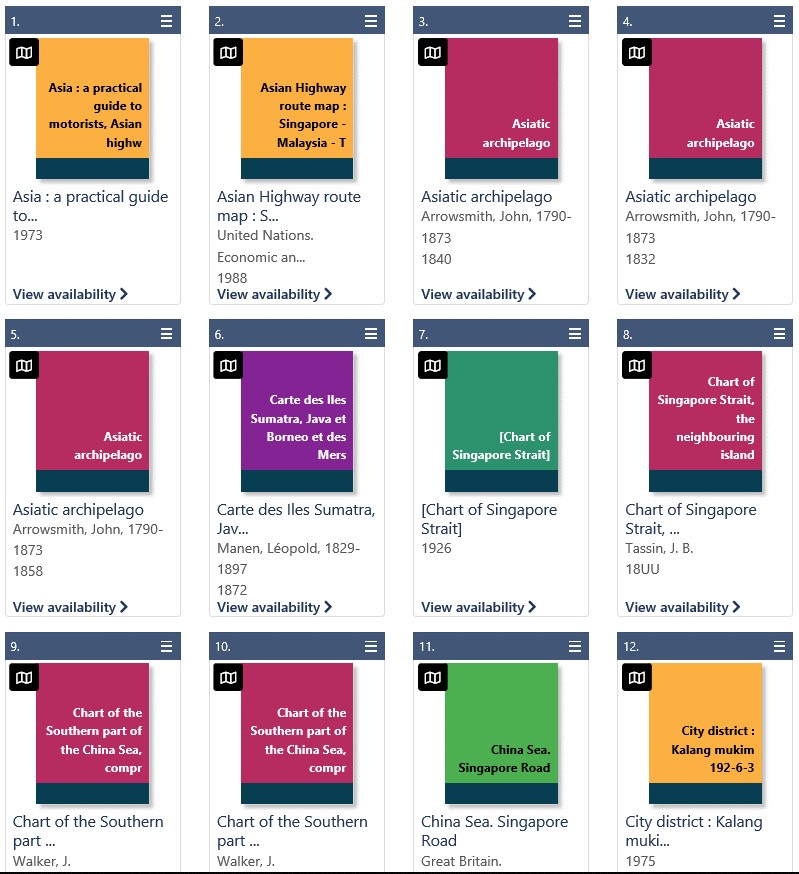 1.
Asia : a practical
guide to
motorists, Asian
highw
Asia : a practical guide
to...
1973
View availability
2.
Asian Highway
route map :
Singapore -
Malaysia - T
Asian Highway route
map : S...
United Nations.
Economic an...
1988
View availability
3.
Asiatic
archipelago
Asiatic archipelago
Arrowsmith, John, 1790-
1873
1840
View availability
4.
Asiatic
archipelago
Asiatic archipelago
Arrowsmith, John, 1790-
1873
1832
View availability
5.
Asiatic
archipelago
Asiatic archipelago
Arrowsmith, John, 1790-
1873
1858
View availability
6.
Carte des Iles
Sumatra, Java et
Borneo et des
Mers
Carte des Iles Sumatra,
Jav...
Manen, Léopold, 1829-
1897
1872
View availability
7.
[Chart of
Singapore Strait]
[Chart of Singapore
Strait]
1926
View availability
8.
Chart of
Singapore Strait,
the
neighbouring
island
Chart of Singapore
Strait, ...
Tassin, J. B.
18UU
View availability
9.
Chart of the
Southern part of
the China Sea,
compr
Chart of the Southern
part ...
Walker, J.
10.
Chart of the
Southern part of
the China Sea,
compr
Chart of the Southern
part ...
Walker, J.
11.
China Sea.
Singapore Road
China Sea. Singapore
Road
Great Britain.
12.
City district :
Kalang mukim
192-6-3
City district : Kalang
muki...
1975